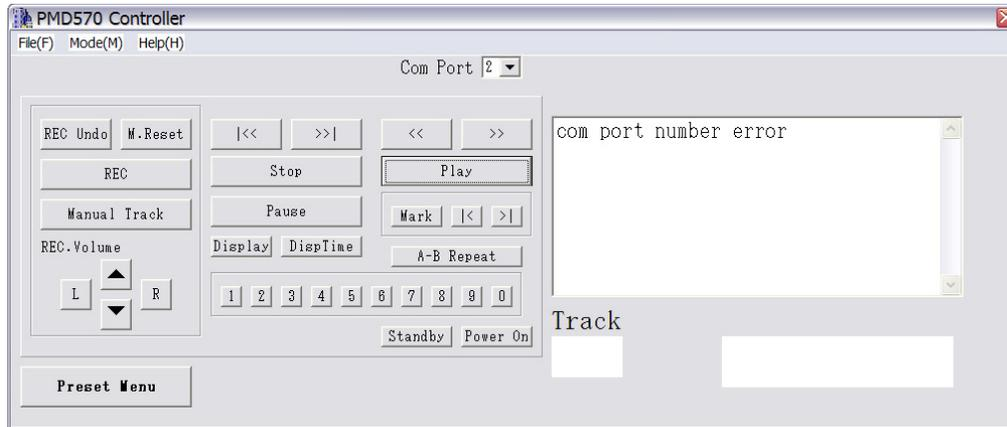 PMD570 Controller
File(F) Mode(M) Help(H)
Com Port 2
REC Undo M.Reset |<< >>| << >>
REC Stop Play
Manual Track Pause Mark |< >|
REC.Volume Display DispTime A-B Repeat
L R 1 2 3 4 5 6 7 8 9 0
Standby Power On
Preset Menu
com port number error
Track